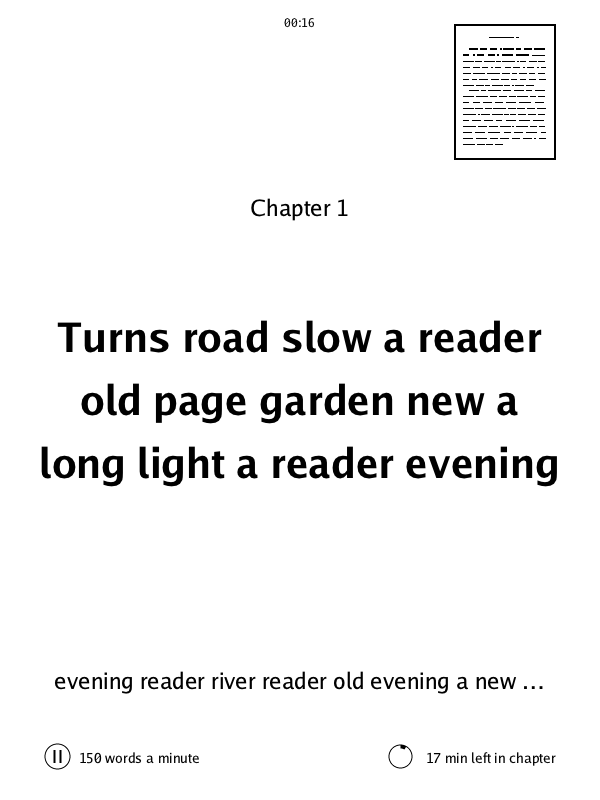 00:16
Chapter 1
Turns road slow a reader
old page garden new a
long light a reader evening
evening reader river reader old evening a new …
150 words a minute
17 min left in chapter